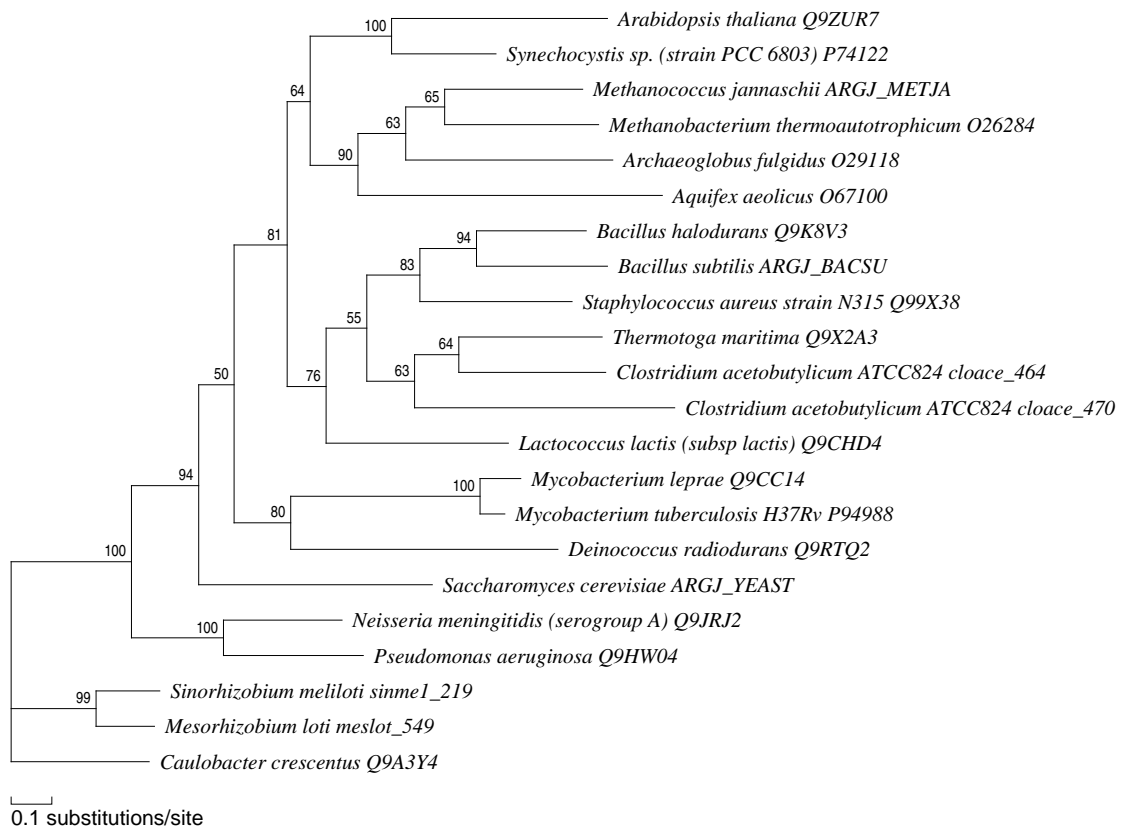 100
Arabidopsis thaliana Q9ZUR7
Synechocystis sp. (strain PCC 6803) P74122
64
65
Methanococcus jannaschii ARGJ_METJA
Methanobacterium thermoautotrophicum O26284
63
Archaeoglobus fulgidus O29118
90
Aquifex aeolicus O67100
81
94
Bacillus halodurans Q9K8V3
Bacillus subtilis ARGJ_BACSU
83
Staphylococcus aureus strain N315 Q99X38
55
64
Thermotoga maritima Q9X2A3
Clostridium acetobutylicum ATCC824 cloace_464
63
Clostridium acetobutylicum ATCC824 cloace_470
76
Lactococcus lactis (subsp lactis) Q9CHD4
50
100
Mycobacterium leprae Q9CC14
Mycobacterium tuberculosis H37Rv P94988
80
Deinococcus radiodurans Q9RTQ2
94
Saccharomyces cerevisiae ARGJ_YEAST
100
100
Neisseria meningitidis (serogroup A) Q9JRJ2
Pseudomonas aeruginosa Q9HW04
99
Sinorhizobium meliloti sinme1_219
Mesorhizobium loti meslot_549
Caulobacter crescentus Q9A3Y4
0.1 substitutions/site